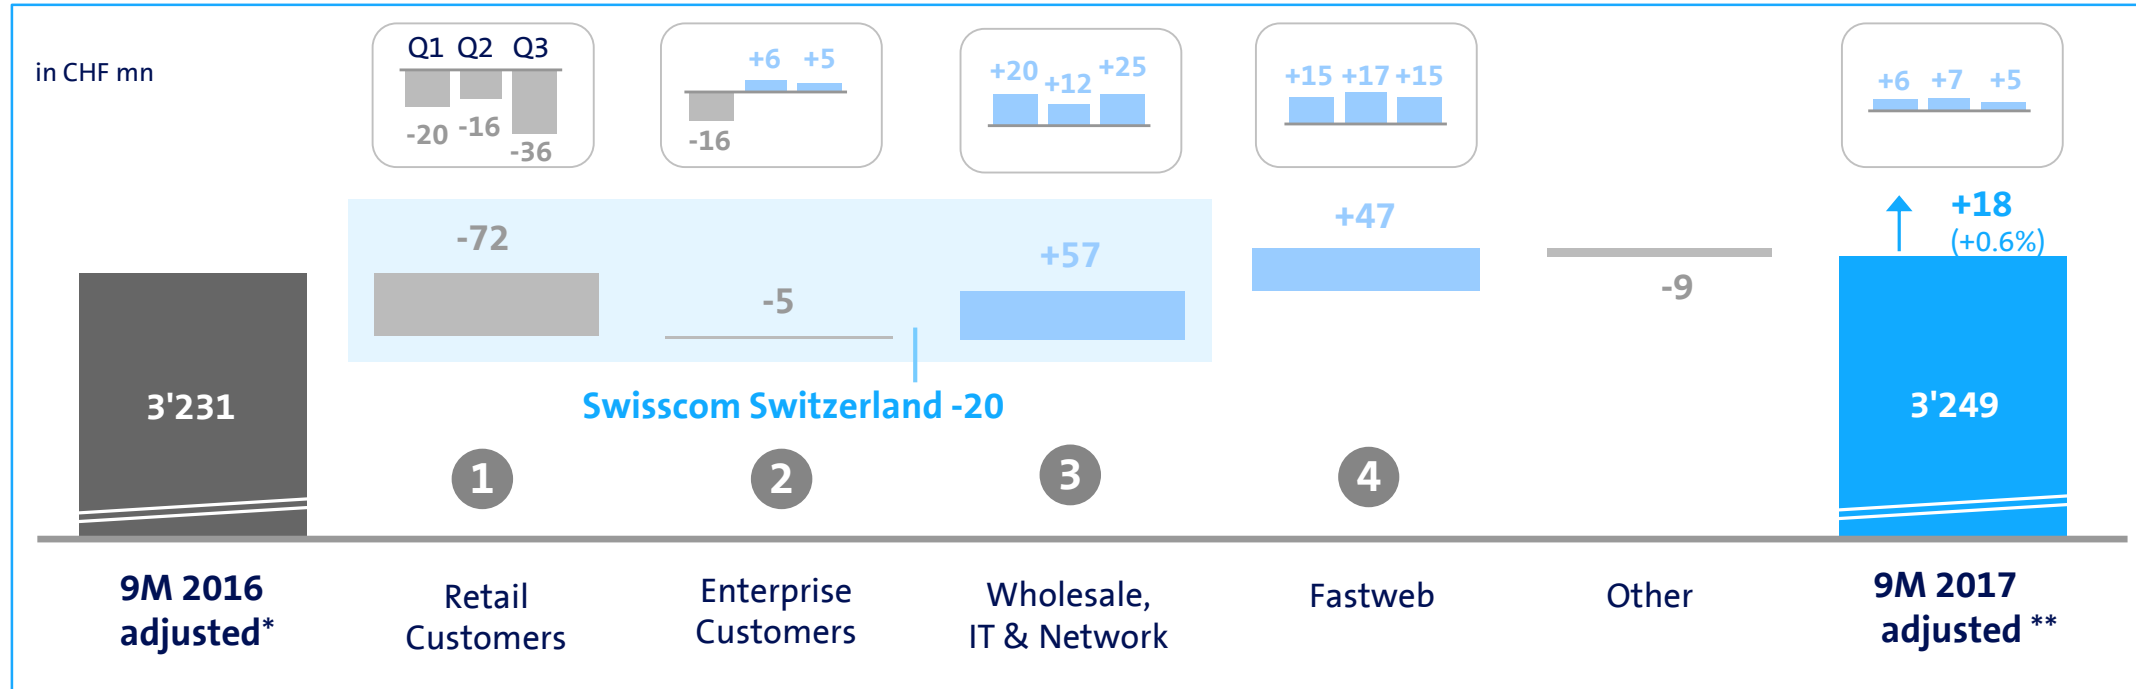 in CHF mn
Q1 Q2 Q3
-20 -16 -36
+6 +5
-16
+20 +12 +25
+15 +17 +15
+6 +7 +5
-72
-5
+57
+47
-9
+18
(+0.6%)
3'231
Swisscom Switzerland -20
3'249
1
2
3
4
9M 2016
adjusted*
Retail
Customers
Enterprise
Customers
Wholesale,
IT & Network
Fastweb
Other
9M 2017
adjusted **